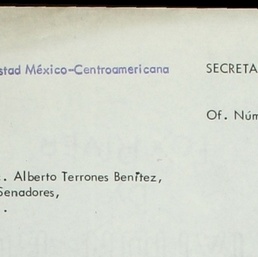 stad México-Centroamericana
SECRETA
Of. Núm
. Alberto Terrones Benítez,
Senadores,
.